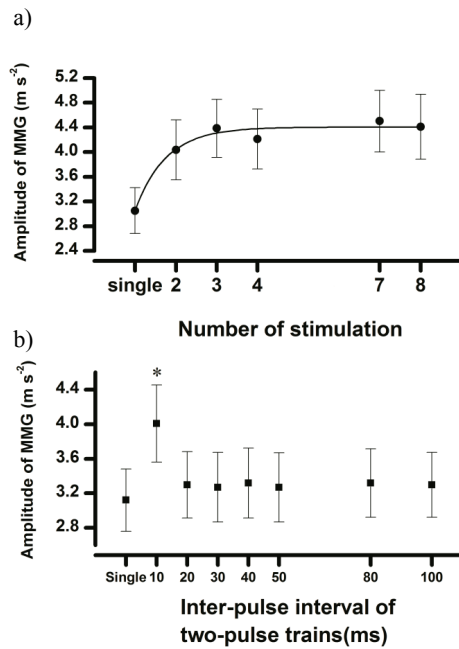 a)
Amplitude of MMG (m s⁻²)
5.2
4.8
4.4
4.0
3.6
3.2
2.8
2.4
single 2 3 4 7 8
Number of stimulation
b)
Amplitude of MMG (m s⁻²)
*
4.4
4.0
3.6
3.2
2.8
Single 10 20 30 40 50 80 100
Inter-pulse interval of
two-pulse trains(ms)